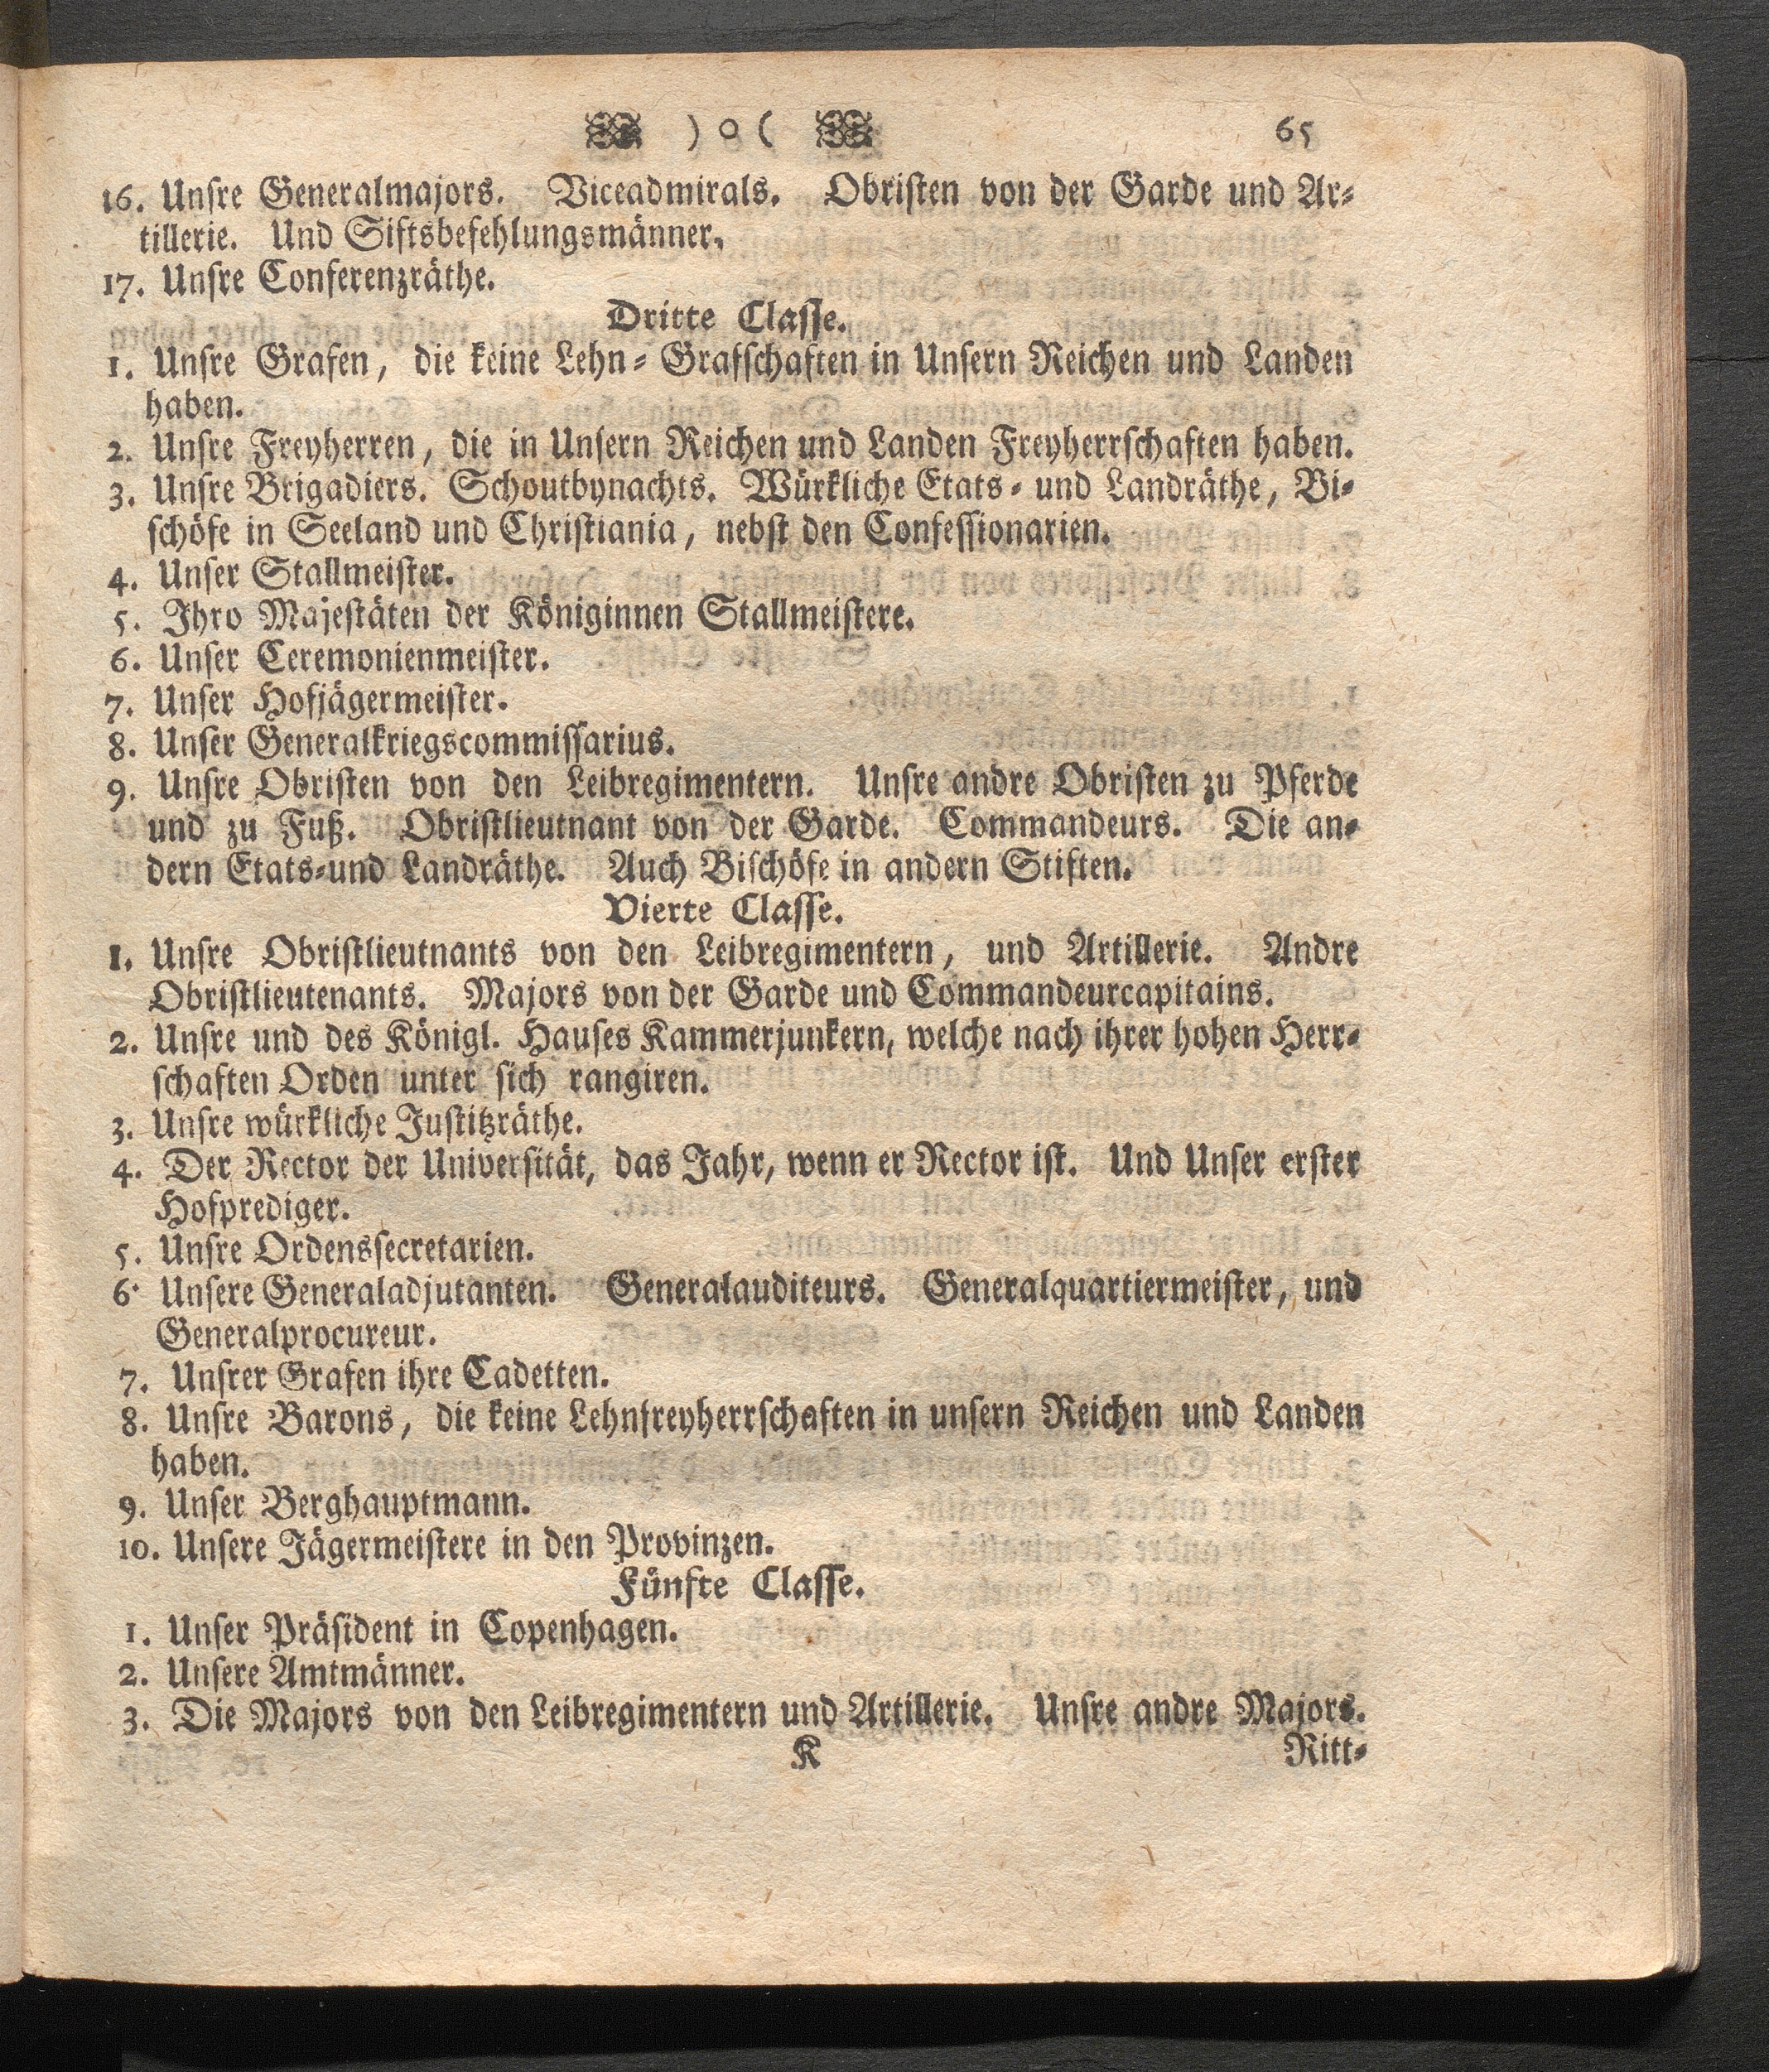 ) o ( 65
16. Unſre Generalmajors. Viceadmirals. Obriſten von der Garde und Ar⸗
tillerie. Und Siftsbefehlungsmänner.
17. Unſre Conferenzräthe.
Dritte Claſſe.
1. Unſre Grafen, die keine Lehn⸗Grafſchaften in Unſern Reichen und Landen
haben.
2. Unſre Freyherren, die in Unſern Reichen und Landen Freyherrſchaften haben.
3. Unſre Brigadiers. Schoutbynachts. Würkliche Etats⸗ und Landräthe, Bi⸗
ſchöfe in Seeland und Chriſtiania, nebſt den Confeſſionarien.
4. Unſer Stallmeiſter.
5. Ihro Majeſtäten der Königinnen Stallmeiſtere.
6. Unſer Ceremonienmeiſter.
7. Unſer Hofjägermeiſter.
8. Unſer Generalkriegscommiſſarius.
9. Unſre Obriſten von den Leibregimentern. Unſre andre Obriſten zu Pferde
und zu Fuß. Obriſtlieutnant von der Garde. Commandeurs. Die an⸗
dern Etats⸗und Landräthe. Auch Biſchöfe in andern Stiften.
Vierte Claſſe.
1. Unſre Obriſtlieutnants von den Leibregimentern, und Artillerie. Andre
Obriſtlieutenants. Majors von der Garde und Commandeurcapitains.
2. Unſre und des Königl. Hauſes Kammerjunkern, welche nach ihrer hohen Herr⸗
ſchaften Orden unter ſich rangiren.
3. Unſre würkliche Juſtitzräthe.
4. Der Rector der Univerſität, das Jahr, wenn er Rector iſt. Und Unſer erſter
Hofprediger.
5. Unſre Ordensſecretarien.
6. Unſere Generaladjutanten. Generalauditeurs. Generalquartiermeiſter, und
Generalprocureur.
7. Unſrer Grafen ihre Cadetten.
8. Unſre Barons, die keine Lehnfreyherrſchaften in unſern Reichen und Landen
haben.
9. Unſer Berghauptmann.
10. Unſere Jägermeiſtere in den Provinzen.
Fünfte Claſſe.
1. Unſer Präſident in Copenhagen.
2. Unſere Amtmänner.
3. Die Majors von den Leibregimentern und Artillerie. Unſre andre Majors.
K Ritt⸗